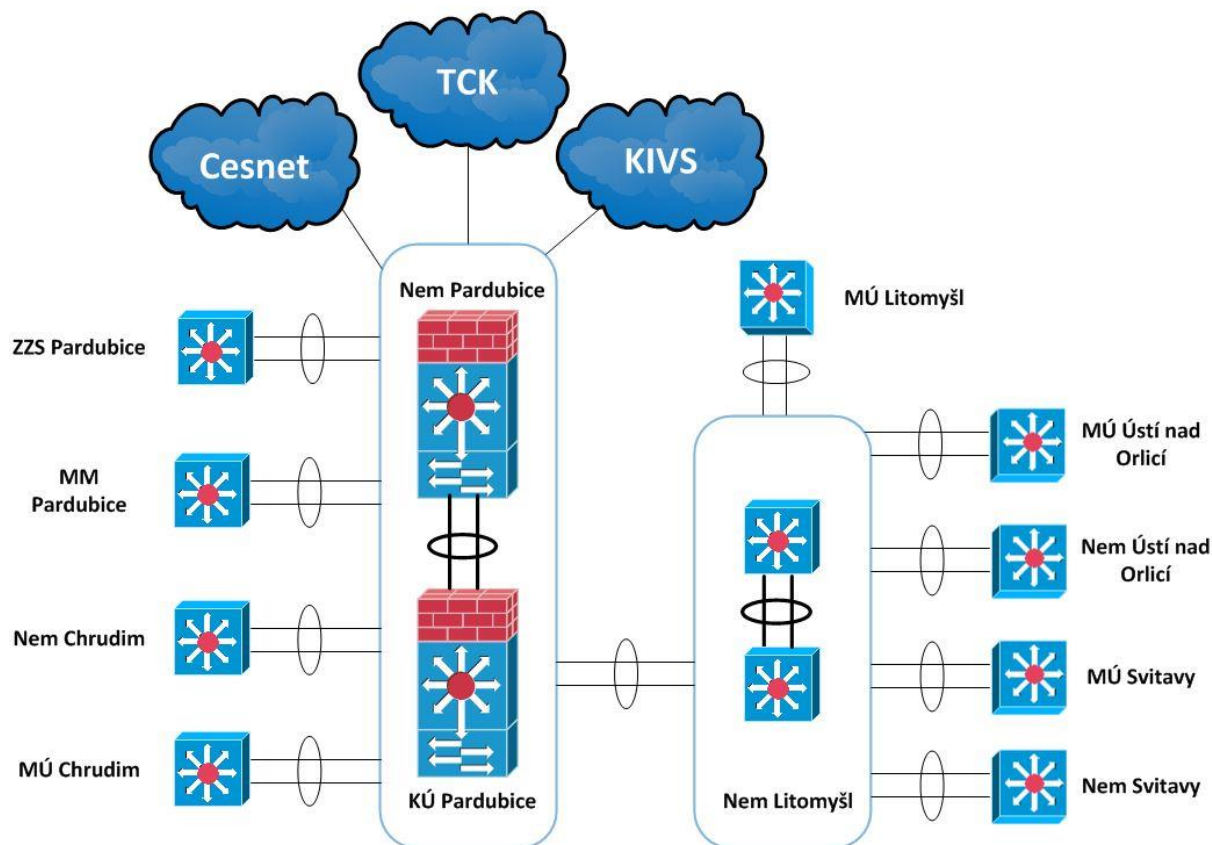 TCK
Cesnet
KIVS
Nem Pardubice
MÚ Litomyšl
ZZS Pardubice
MÚ Ústí nad
Orlicí
MM
Pardubice
Nem Ústí nad
Orlicí
Nem Chrudim
MÚ Svitavy
MÚ Chrudim
KÚ Pardubice
Nem Litomyšl
Nem Svitavy